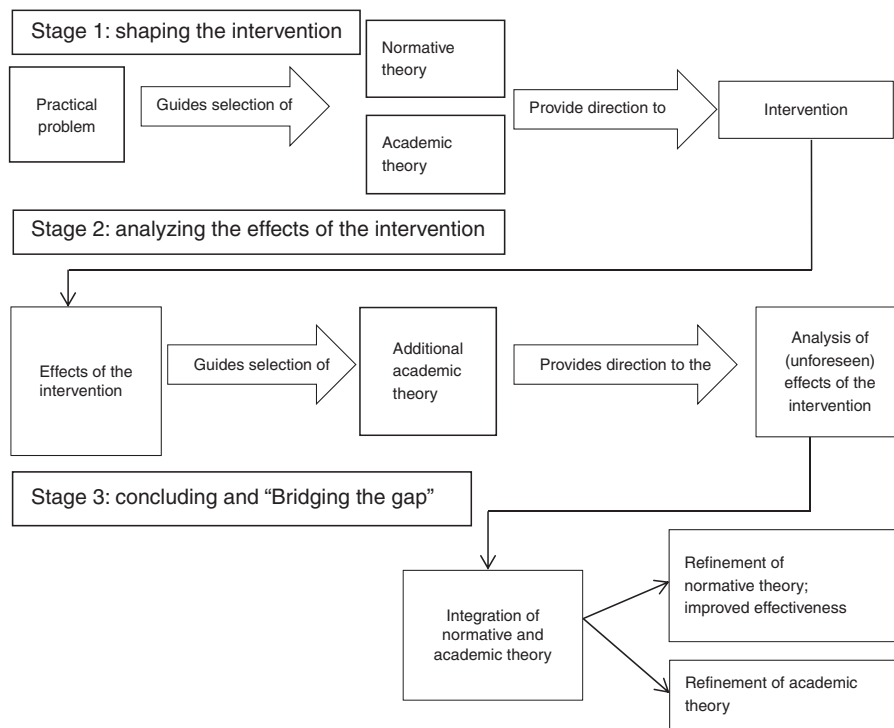 Stage 1: shaping the intervention
Practical
problem
Guides selection of
Normative
theory
Academic
theory
Provide direction to
Intervention
Stage 2: analyzing the effects of the intervention
Effects of the
intervention
Guides selection of
Additional
academic
theory
Provides direction to the
Analysis of
(unforeseen)
effects of the
intervention
Stage 3: concluding and “Bridging the gap”
Integration of
normative and
academic theory
Refinement of
normative theory;
improved effectiveness
Refinement of academic
theory